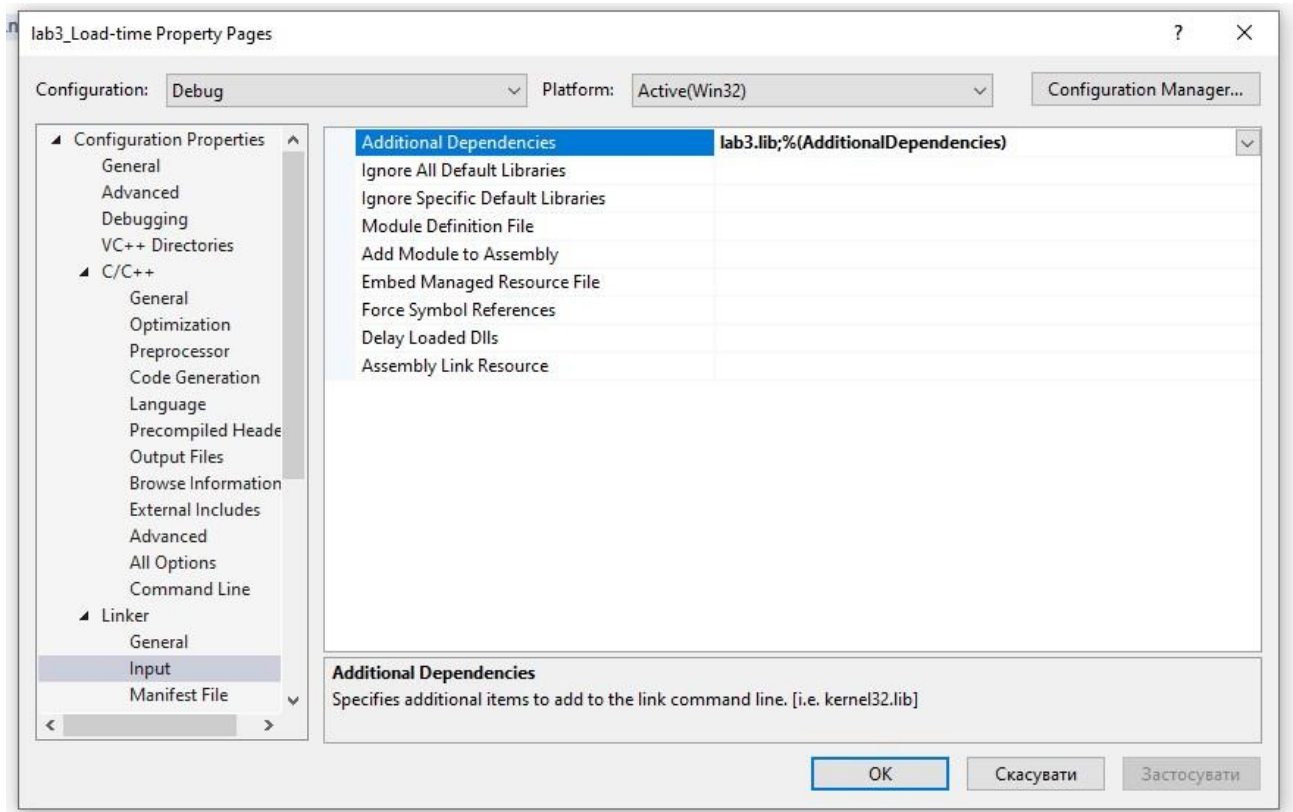 lab3_Load-time Property Pages
?
Configuration: Debug Platform: Active(Win32) Configuration Manager...
Configuration Properties
General
Advanced
Debugging
VC++ Directories
C/C++
General
Optimization
Preprocessor
Code Generation
Language
Precompiled Heade
Output Files
Browse Information
External Includes
Advanced
All Options
Command Line
Linker
General
Input
Manifest File
Additional Dependencies lab3.lib;%(AdditionalDependencies)
Ignore All Default Libraries
Ignore Specific Default Libraries
Module Definition File
Add Module to Assembly
Embed Managed Resource File
Force Symbol References
Delay Loaded Dlls
Assembly Link Resource
Additional Dependencies
Specifies additional items to add to the link command line. [i.e. kernel32.lib]
OK Скасувати Застосувати